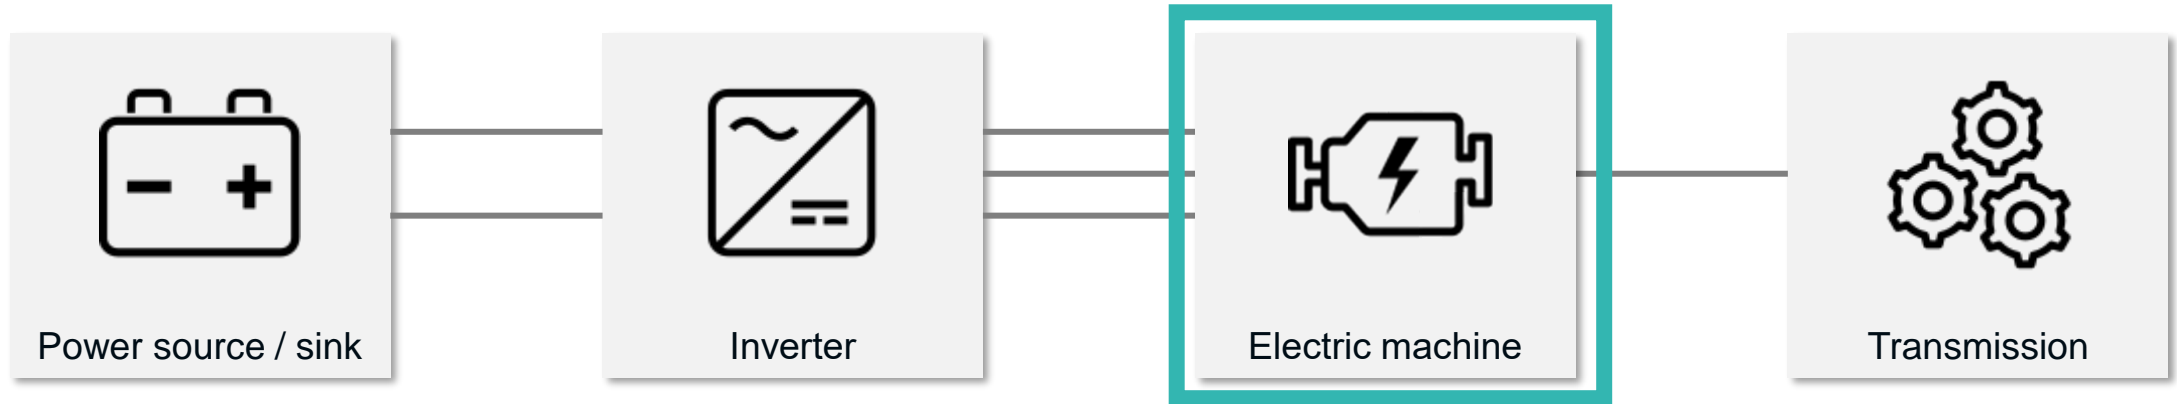 Power source / sink
Inverter
Electric machine
Transmission